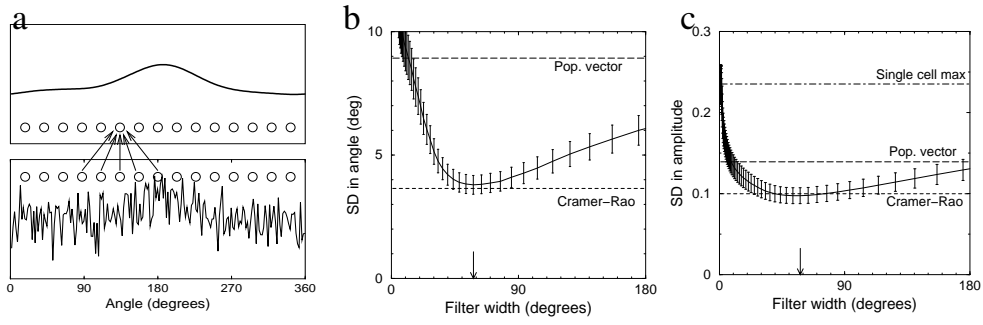 a
0 90 180 270 360
Angle (degrees)
b
10
5
0
SD in angle (deg)
Pop. vector
Cramer−Rao
0 90 180
Filter width (degrees)
c
0.3
0.2
0.1
0
SD in amplitude
Single cell max
Pop. vector
Cramer−Rao
0 90 180
Filter width (degrees)